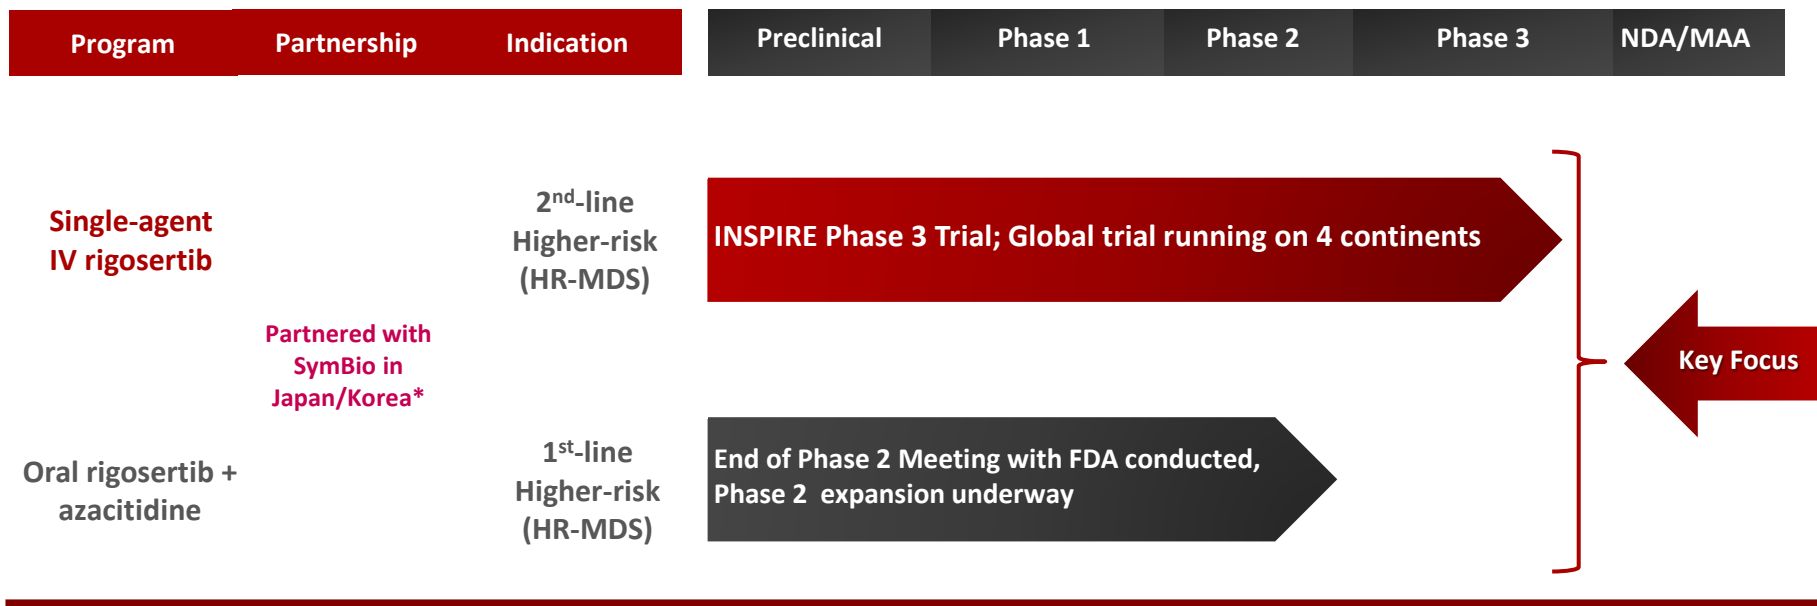 Program Partnership Indication Preclinical Phase 1 Phase 2 Phase 3 NDA/MAA
Single-agent
IV rigosertib
2nd-line
Higher-risk
(HR-MDS)
INSPIRE Phase 3 Trial; Global trial running on 4 continents
Partnered with
SymBio in
Japan/Korea*
Key Focus
Oral rigosertib +
azacitidine
1st-line
Higher-risk
(HR-MDS)
End of Phase 2 Meeting with FDA conducted,
Phase 2 expansion underway